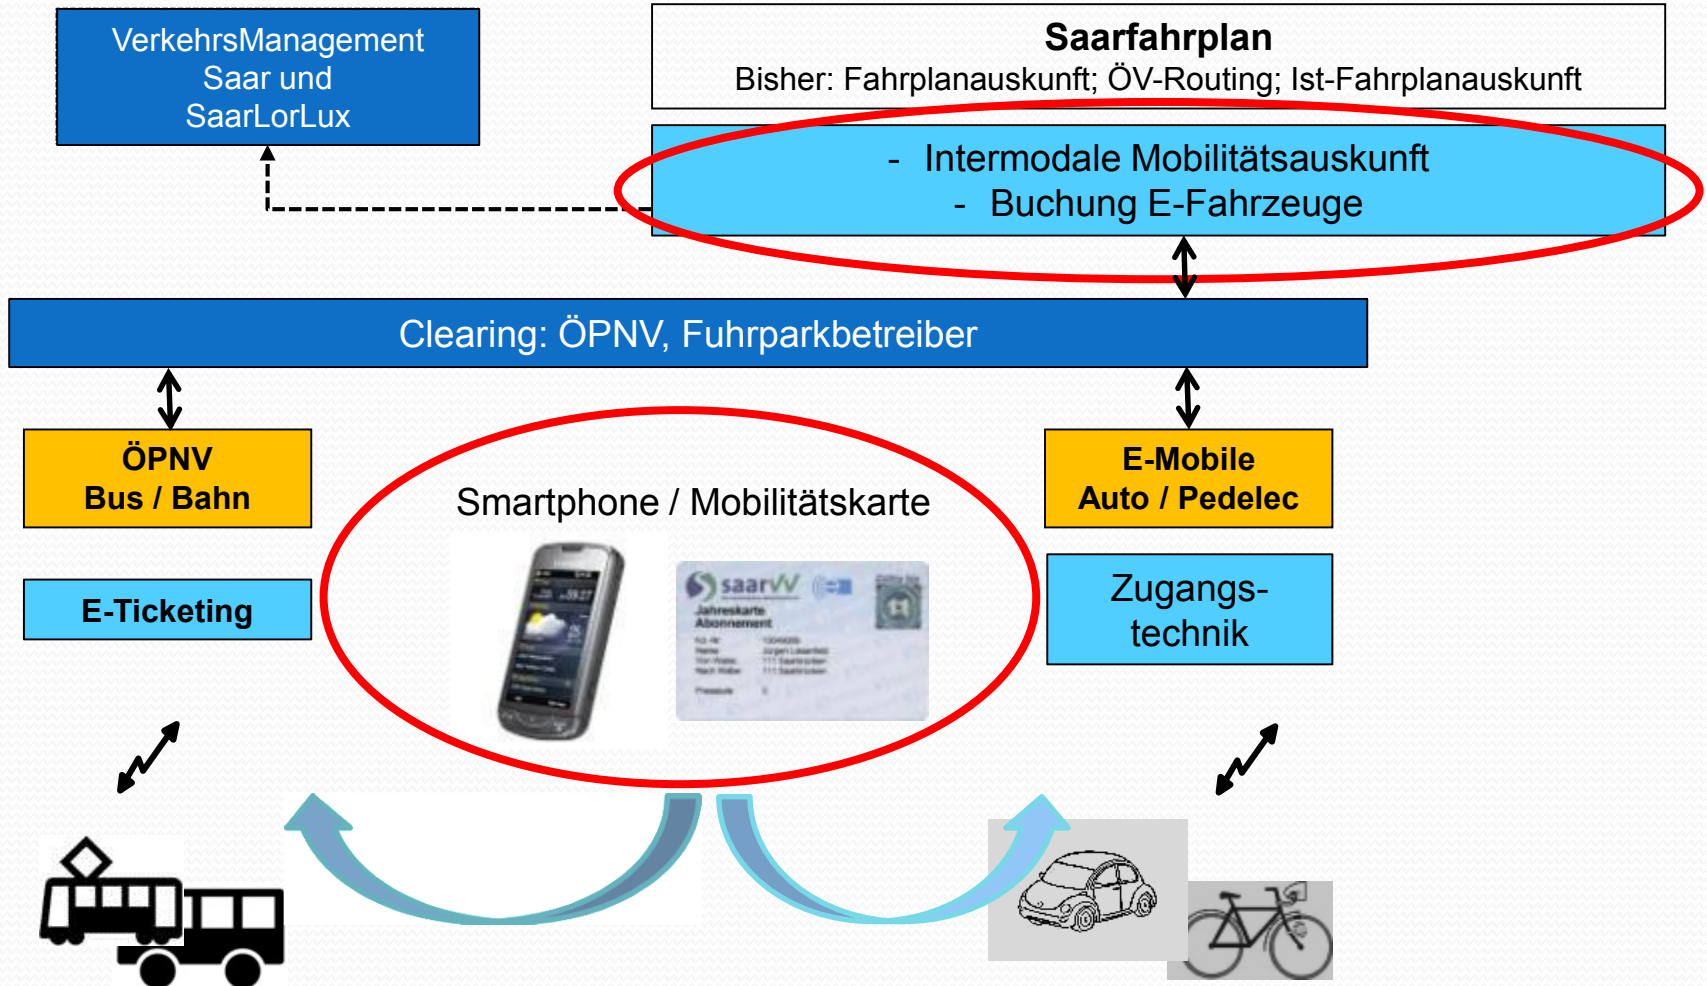 VerkehrsManagement
Saar und
SaarLorLux
Saarfahrplan
Bisher: Fahrplanauskunft; ÖV-Routing; Ist-Fahrplanauskunft
- Intermodale Mobilitätsauskunft
- Buchung E-Fahrzeuge
Clearing: ÖPNV, Fuhrparkbetreiber
ÖPNV
Bus / Bahn
E-Ticketing
Smartphone / Mobilitätskarte
saarVV
Jahreskarte
Abonnement
E-Mobile
Auto / Pedelec
Zugangs-
technik